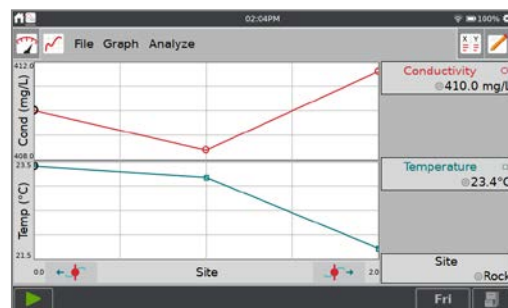 02:04PM
100%
File Graph Analyze
X Y
412.0
Cond (mg/L)
408.0
Conductivity
410.0 mg/L
23.5
Temp (°C)
21.5
Temperature
23.4°C
0.0
Site
2.0
Site
Rock
Fri